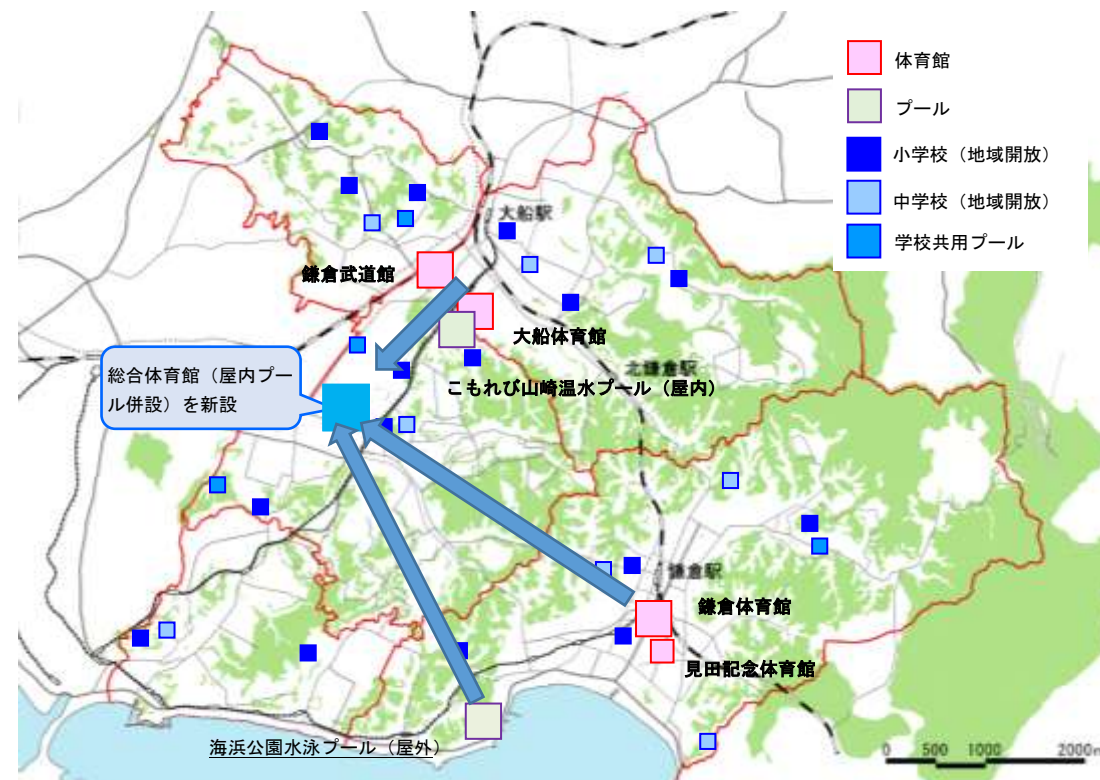 体育館
プール
小学校（地域開放）
中学校（地域開放）
学校共用プール
大船駅
鎌倉武道館
大船体育館
北鎌倉駅
こもれび山崎温水プール（屋内）
総合体育館（屋内プー
ル併設）を新設
鎌倉駅
鎌倉体育館
見田記念体育館
海浜公園水泳プール（屋外）
0 500 1000 2000m